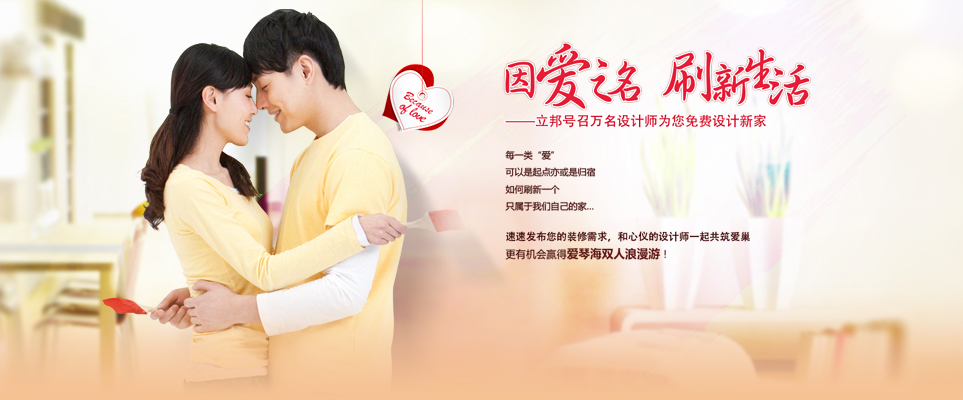 因爱之名 刷新生活
——立邦号召万名设计师为您免费设计新家
Because
of love
每一类“爱”
可以是起点亦或是归宿
如何刷新一个
只属于我们自己的家...
速速发布您的装修需求，和心仪的设计师一起共筑爱巢
更有机会赢得爱琴海双人浪漫游！